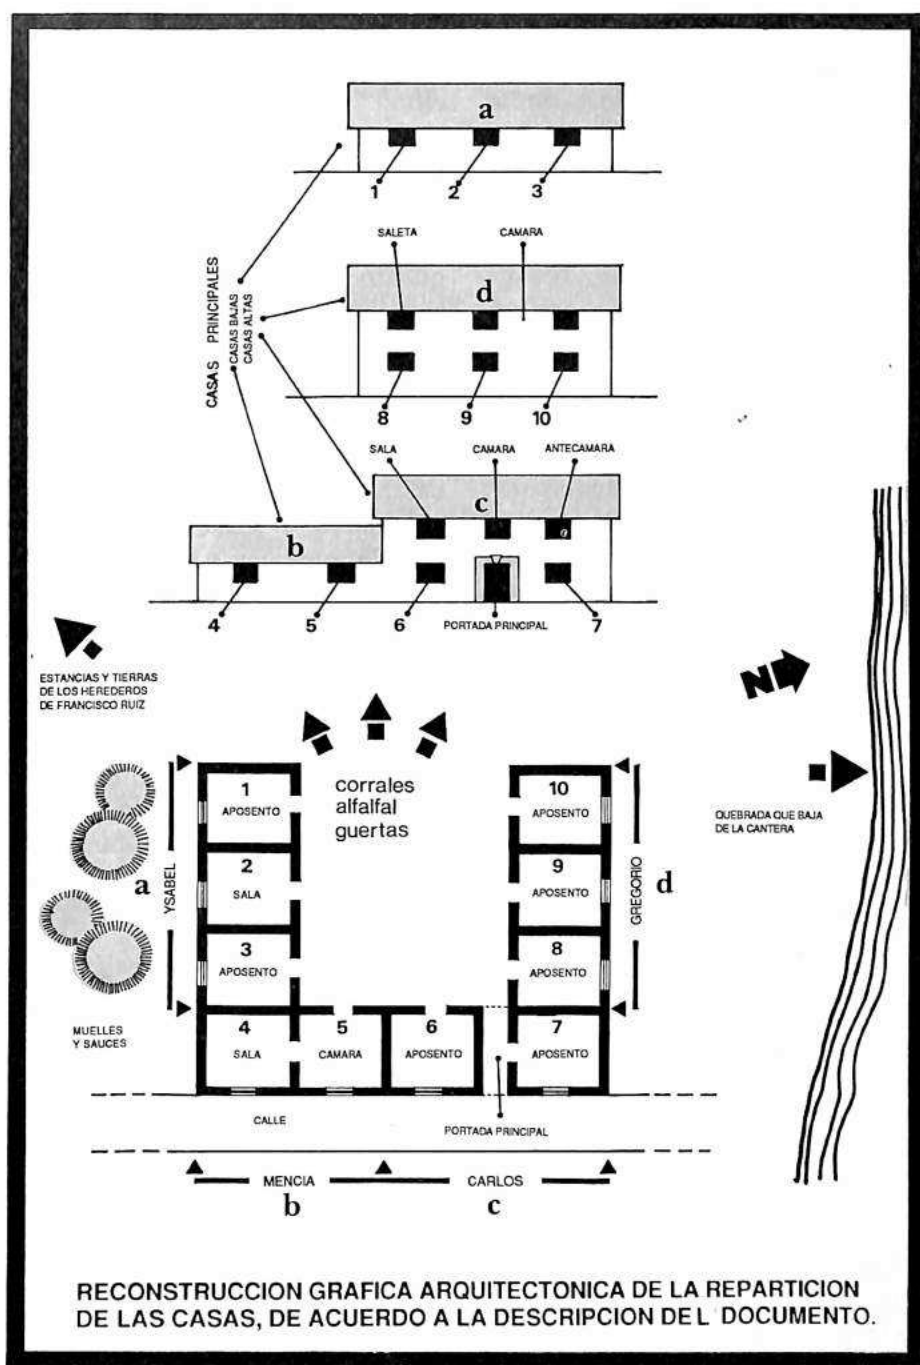 a
1 2 3
SALETA CAMARA
d
8 9 10
CASAS PRINCIPALES
CASAS BAJAS
CASAS ALTAS
SALA CAMARA ANTECAMARA
c
b
4 5 6 PORTADA PRINCIPAL 7
ESTANCIAS Y TIERRAS
DE LOS HEREDEROS
DE FRANCISCO RUIZ
N
corrales
alfalfal
guertas
QUEBRADA QUE BAJA
DE LA CANTERA
1
APOSENTO
2
SALA
3
APOSENTO
4
SALA
5
CAMARA
6
APOSENTO
7
APOSENTO
8
APOSENTO
9
APOSENTO
10
APOSENTO
a
YSABEL
GREGORIO
d
MUELLES
Y SAUCES
CALLE
PORTADA PRINCIPAL
MENCIA
b
CARLOS
c
RECONSTRUCCION GRAFICA ARQUITECTONICA DE LA REPARTICION
DE LAS CASAS, DE ACUERDO A LA DESCRIPCION DEL DOCUMENTO.